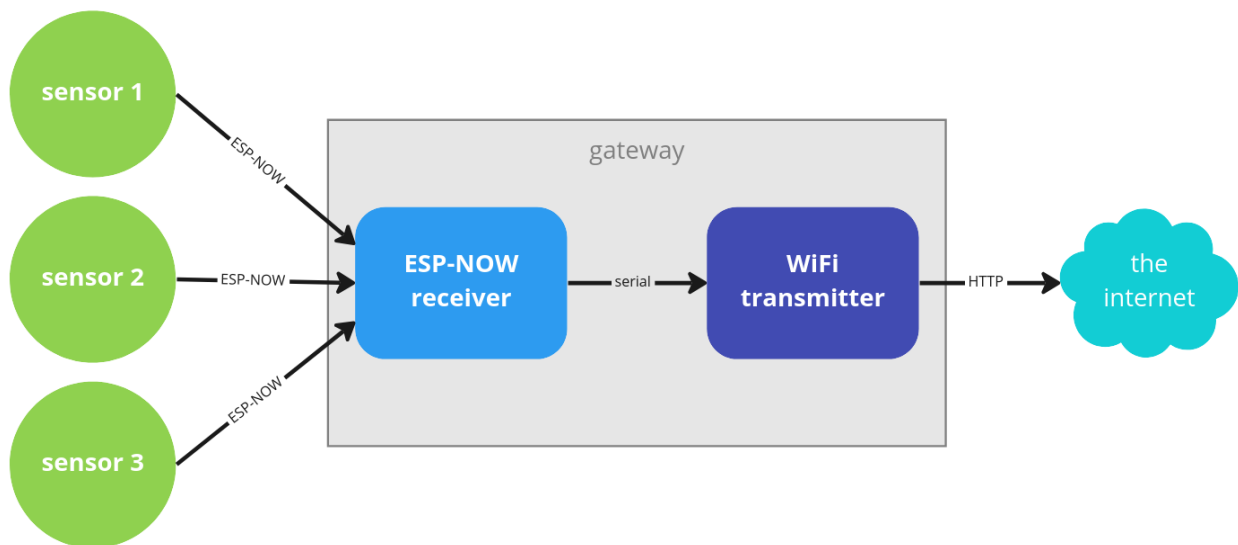 sensor 1
ESP-NOW
gateway
sensor 2
ESP-NOW
ESP-NOW
receiver
serial
WiFi
transmitter
HTTP
the
internet
ESP-NOW
sensor 3